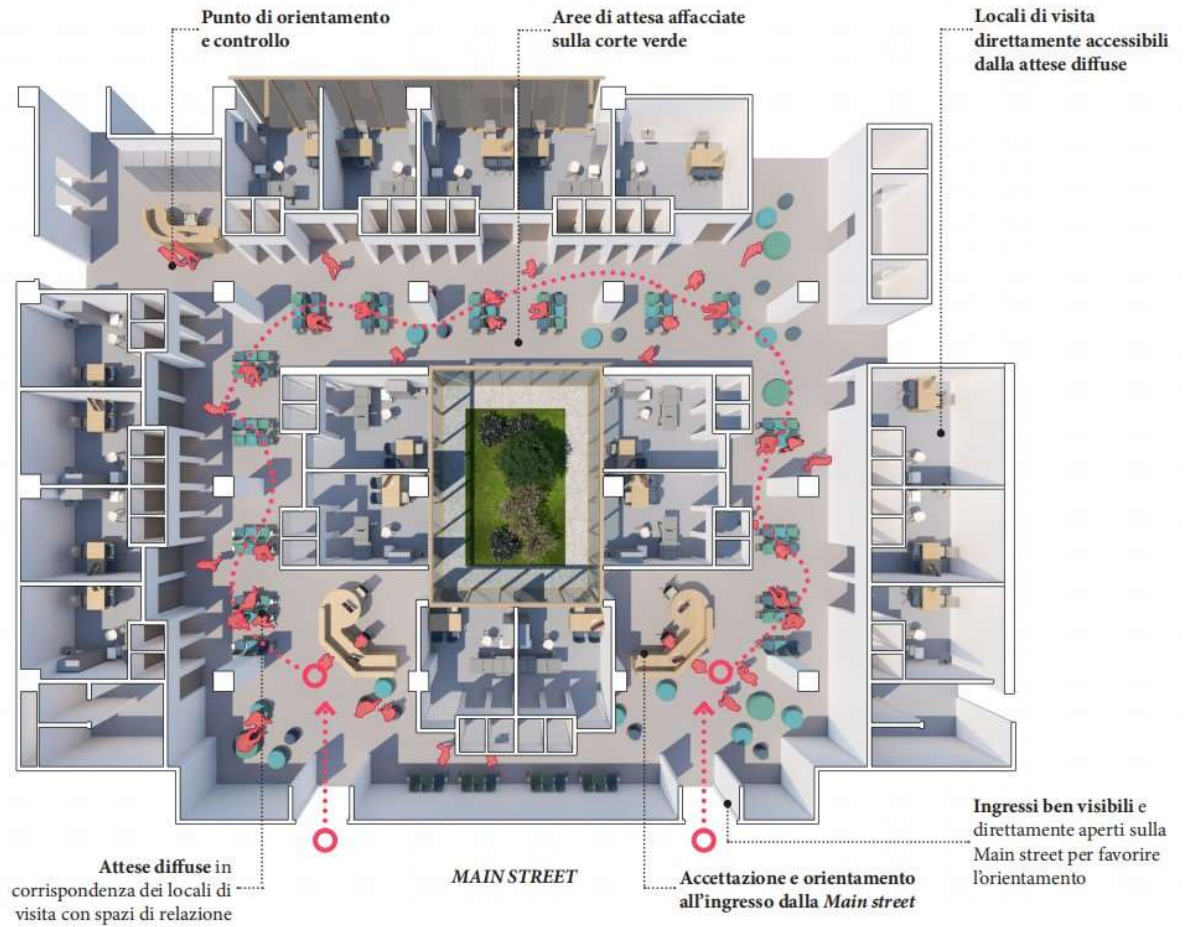 Punto di orientamento
e controllo
Aree di attesa affacciate
sulla corte verde
Locali di visita
direttamente accessibili
dalla attese diffuse
Attese diffuse in
corrispondenza dei locali di
visita con spazi di relazione
MAIN STREET
Accettazione e orientamento
all'ingresso dalla Main street
Ingressi ben visibili e
direttamente aperti sulla
Main street per favorire
l'orientamento